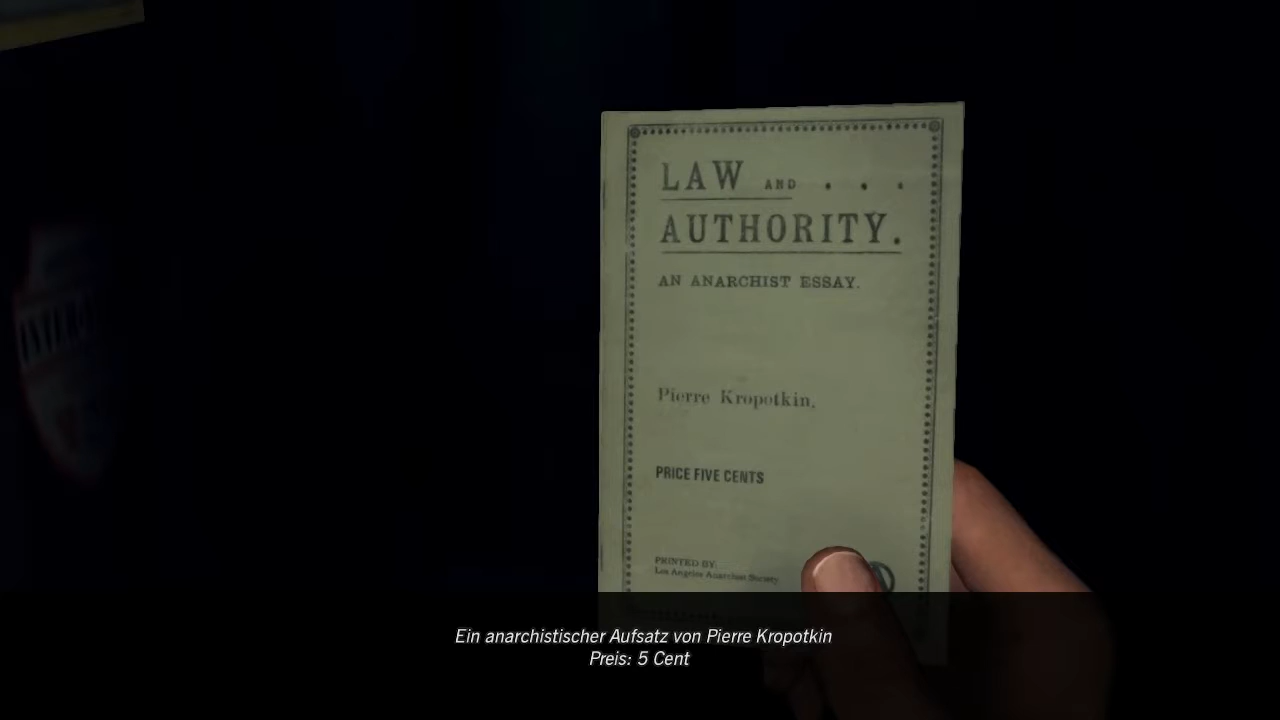 LAW AND . . .
AUTHORITY.
AN ANARCHIST ESSAY.
Pierre Kropotkin.
PRICE FIVE CENTS
PRINTED BY:
Los Angeles Anarchist Society
Ein anarchistischer Aufsatz von Pierre Kropotkin
Preis: 5 Cent